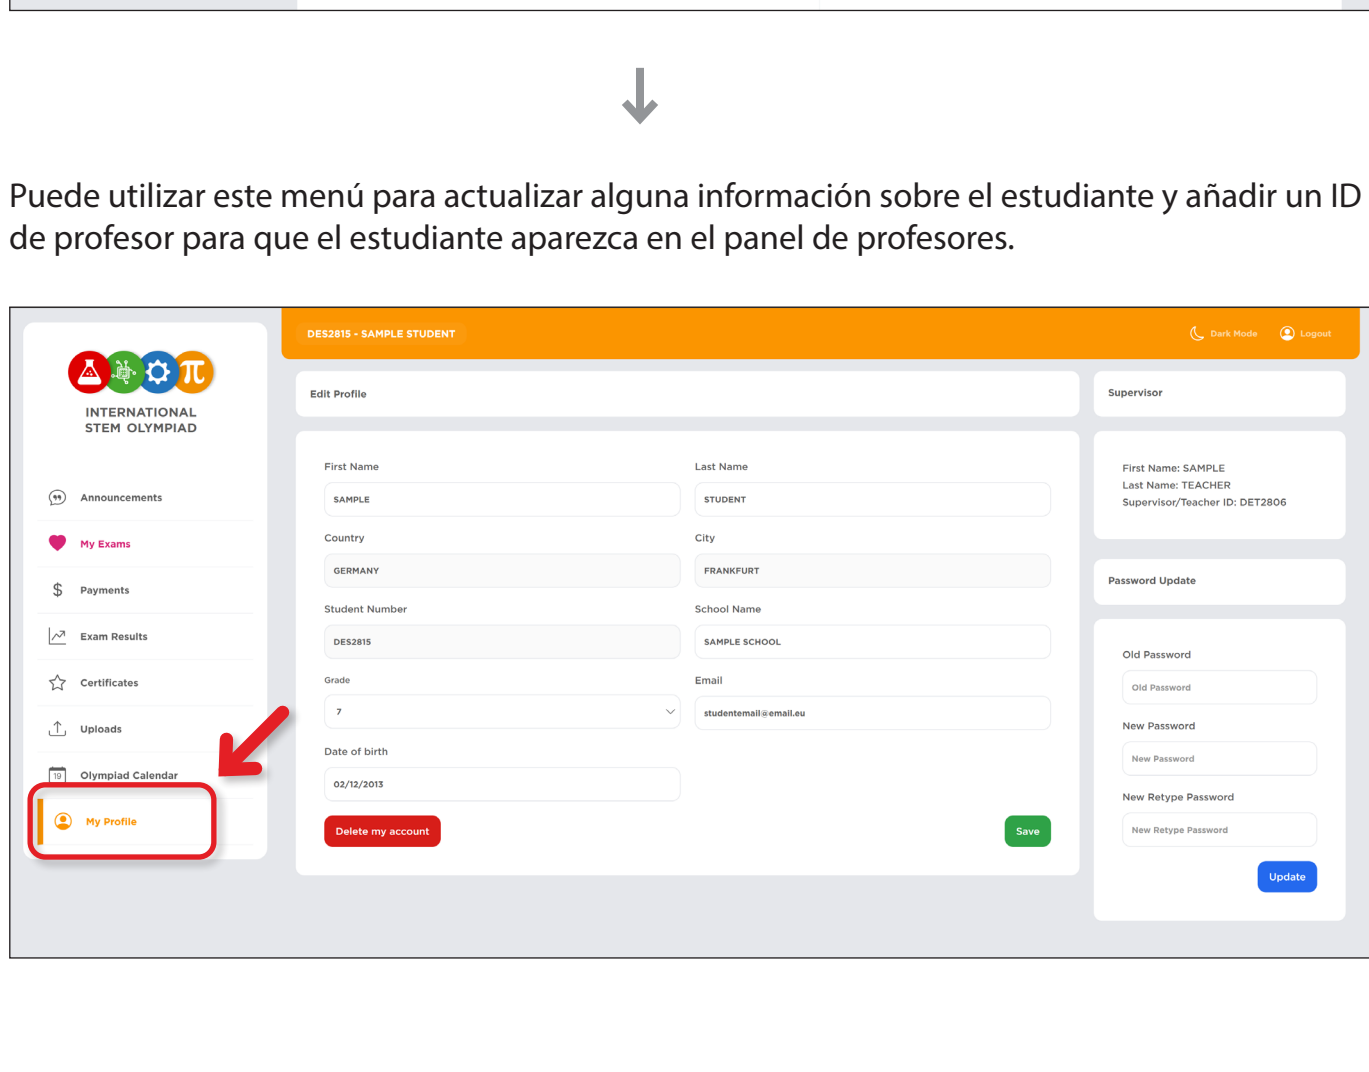 Puede utilizar este menú para actualizar alguna información sobre el estudiante y añadir un ID
de profesor para que el estudiante aparezca en el panel de profesores.
DES2815 - SAMPLE STUDENT
Dark Mode
Logout
π
INTERNATIONAL
STEM OLYMPIAD
Announcements
My Exams
$ Payments
Exam Results
Certificates
Uploads
19 Olympiad Calendar
My Profile
Edit Profile
First Name
SAMPLE
Last Name
STUDENT
Country
GERMANY
City
FRANKFURT
Student Number
DES2815
School Name
SAMPLE SCHOOL
Grade
7
Email
studentemail@email.eu
Date of birth
02/12/2013
Delete my account
Save
Supervisor
First Name: SAMPLE
Last Name: TEACHER
Supervisor/Teacher ID: DET2806
Password Update
Old Password
Old Password
New Password
New Password
New Retype Password
New Retype Password
Update